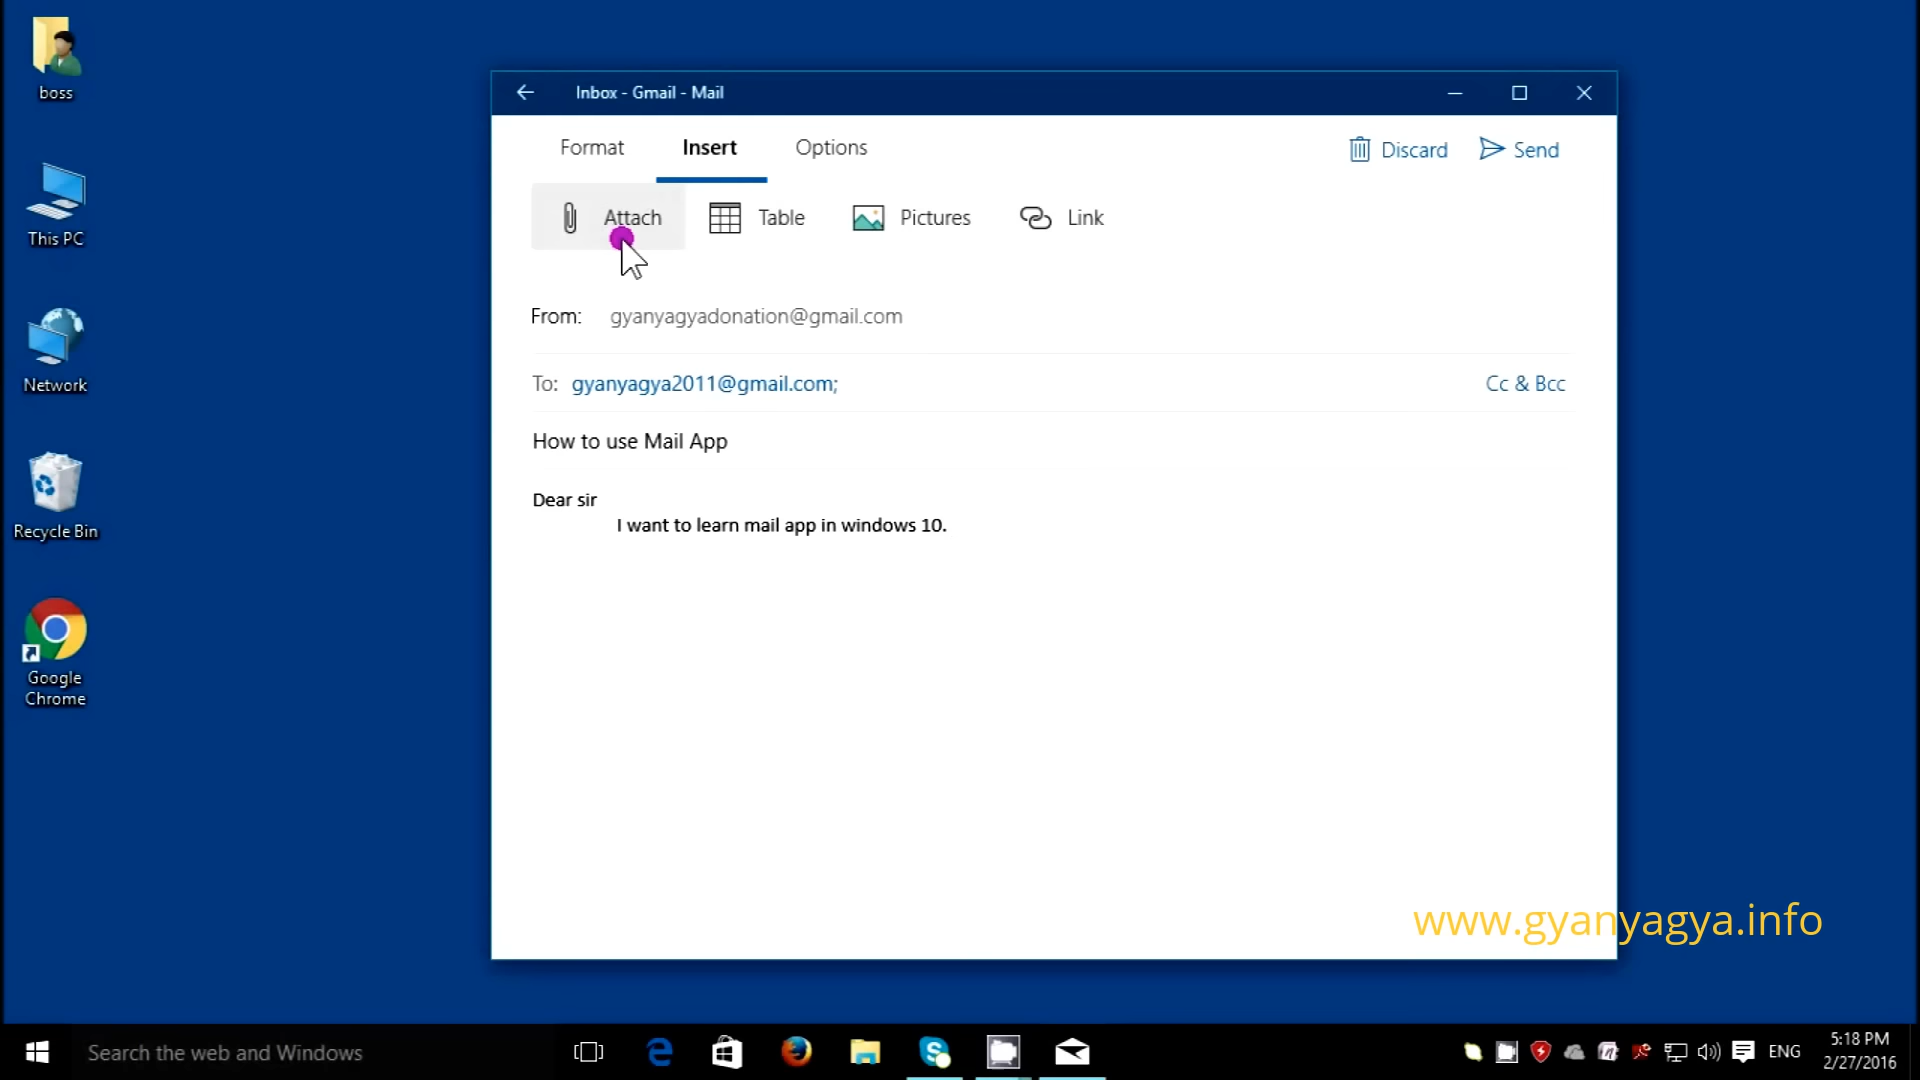 boss
This PC
Network
Recycle Bin
Google
Chrome
Inbox - Gmail - Mail
Format Insert Options Discard Send
Attach Table Pictures Link
From: gyanyagyadonation@gmail.com
To: gyanyagya2011@gmail.com; Cc & Bcc
How to use Mail App
Dear sir
I want to learn mail app in windows 10.
www.gyanyagya.info
Search the web and Windows
ENG
5:18 PM
2/27/2016